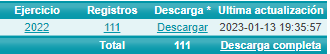 Ejercicio Registros Descarga * Ultima actualización
2022 111 Descargar 2023-01-13 19:35:57
Total 111 Descarga completa